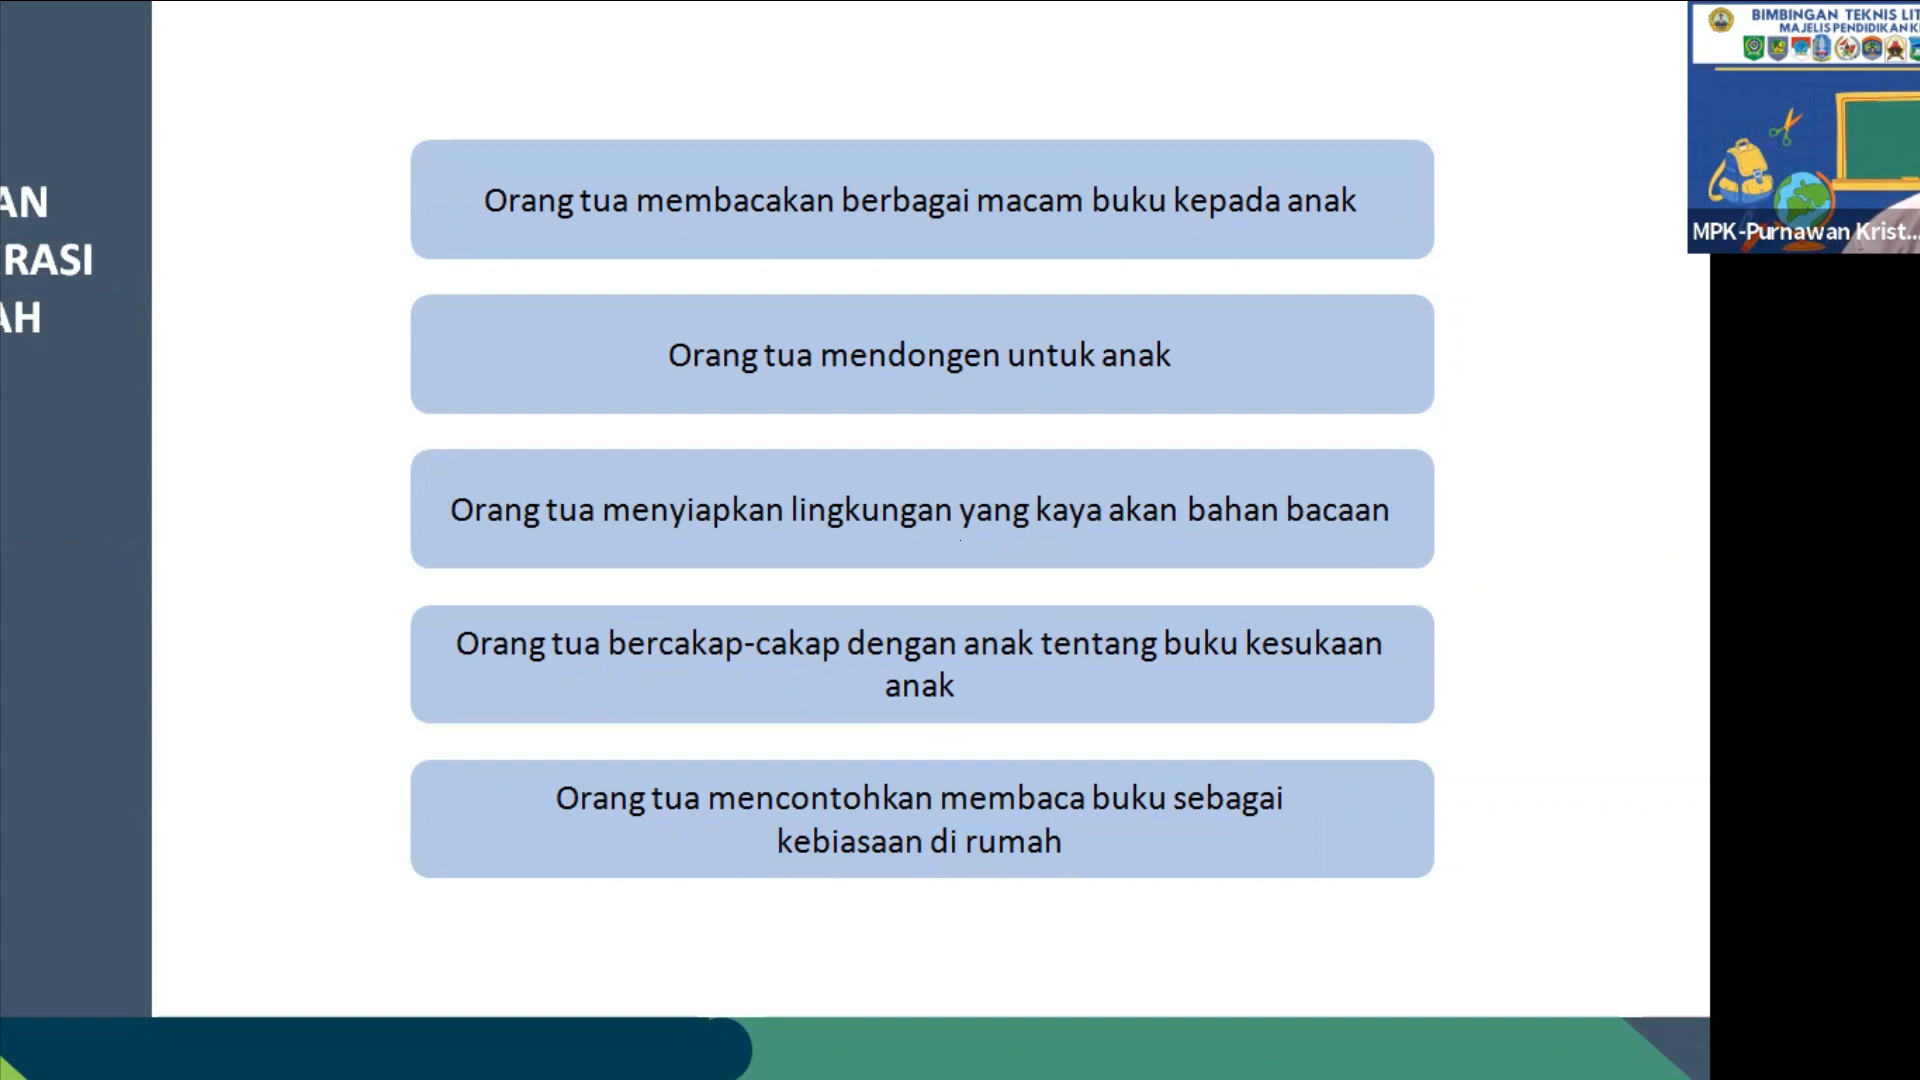 AN
RASI
AH
Orang tua membacakan berbagai macam buku kepada anak
Orang tua mendongen untuk anak
Orang tua menyiapkan lingkungan yang kaya akan bahan bacaan
Orang tua bercakap-cakap dengan anak tentang buku kesukaan
anak
Orang tua mencontohkan membaca buku sebagai
kebiasaan di rumah
BIMBINGAN TEKNIS LIT
MAJELIS PENDIDIKAN K
MPK-Purnawan Krist...